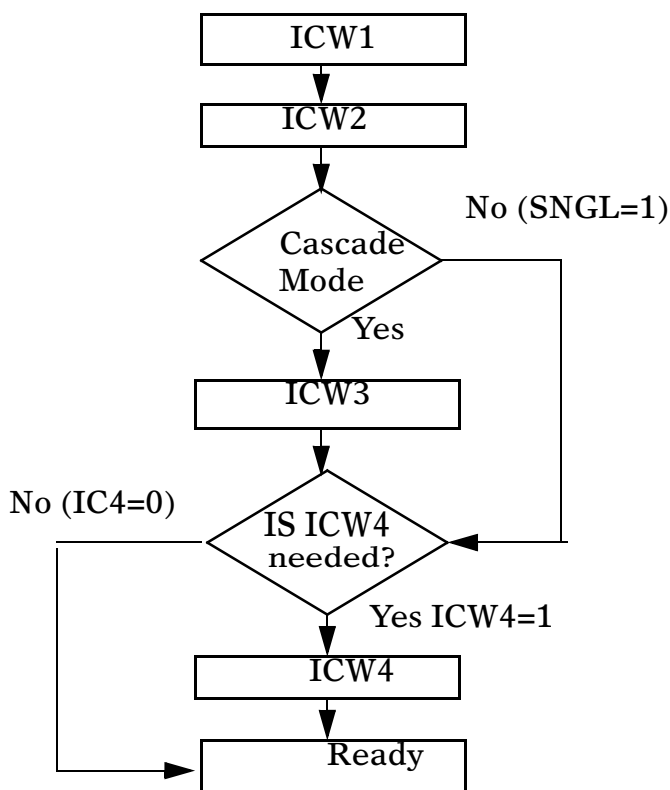 ICW1
ICW2
No (SNGL=1)
Cascade
Mode
Yes
ICW3
No (IC4=0)
IS ICW4
needed?
Yes ICW4=1
ICW4
Ready